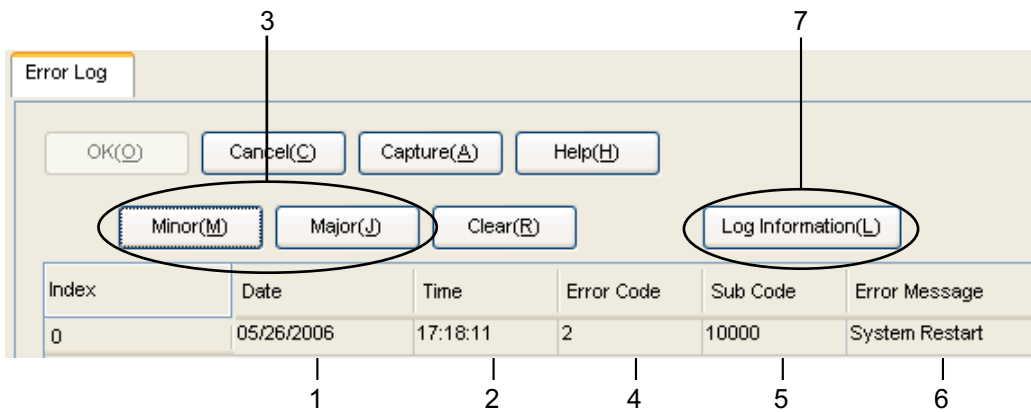 3 7
Error Log
OK(O) Cancel(C) Capture(A) Help(H)
Minor(M) Major(J) Clear(R) Log Information(L)
Index Date Time Error Code Sub Code Error Message
0 05/26/2006 17:18:11 2 10000 System Restart
1 2 4 5 6